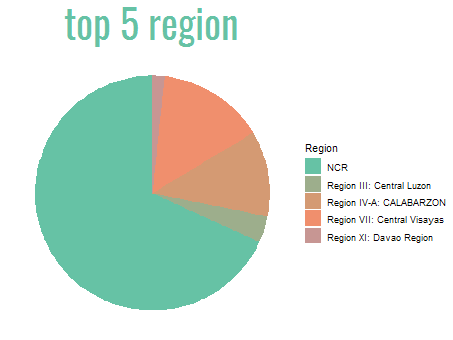 top 5 region
Region
NCR
Region III: Central Luzon
Region IV-A: CALABARZON
Region VII: Central Visayas
Region XI: Davao Region